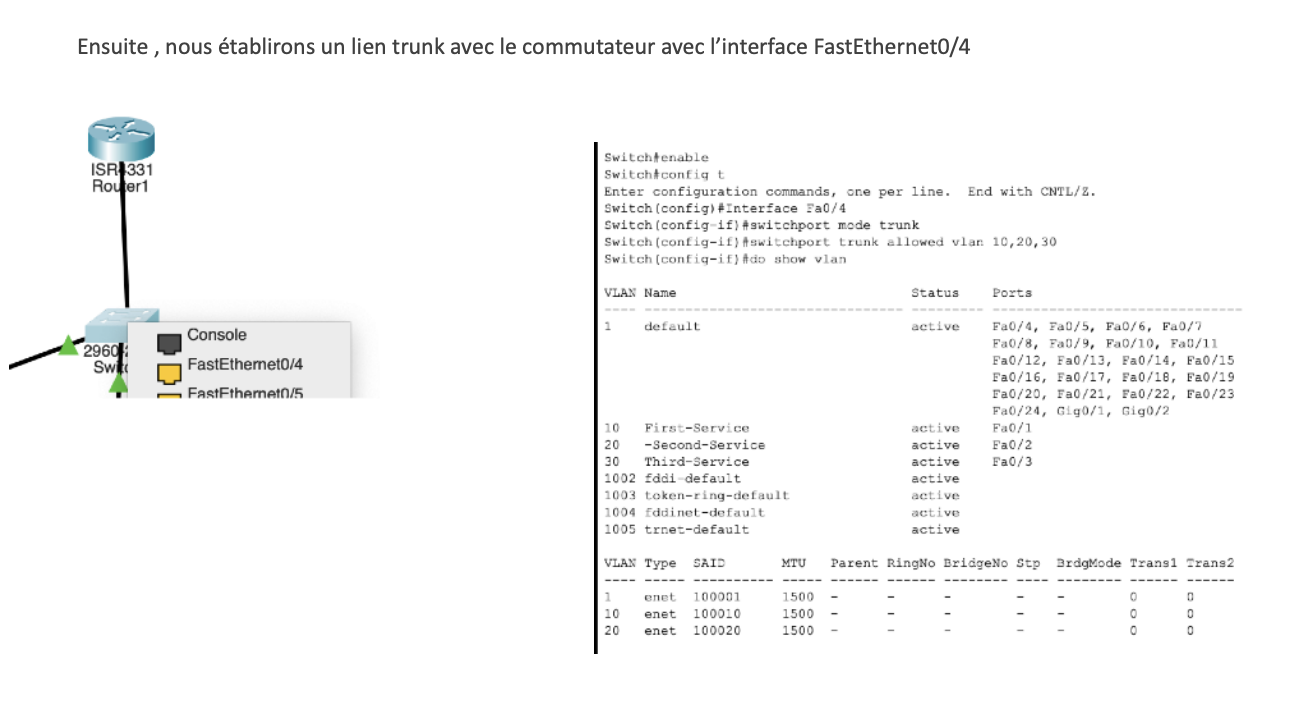 Ensuite , nous établirons un lien trunk avec le commutateur avec l’interface FastEthernet0/4
ISR4331
Router1
2960-2
Switc
Console
FastEthernet0/4
FastEthernet0/5
Switch#enable
Switch#config t
Enter configuration commands, one per line. End with CNTL/Z.
Switch(config)#Interface Fa0/4
Switch(config-if)#switchport mode trunk
Switch(config-if)#switchport trunk allowed vlan 10,20,30
Switch(config-if)#do show vlan
VLAN Name Status Ports
---- -------------------------------- --------- -------------------------------
1 default active Fa0/4, Fa0/5, Fa0/6, Fa0/7
Fa0/8, Fa0/9, Fa0/10, Fa0/11
Fa0/12, Fa0/13, Fa0/14, Fa0/15
Fa0/16, Fa0/17, Fa0/18, Fa0/19
Fa0/20, Fa0/21, Fa0/22, Fa0/23
Fa0/24, Gig0/1, Gig0/2
10 First-Service active Fa0/1
20 -Second-Service active Fa0/2
30 Third-Service active Fa0/3
1002 fddi-default active
1003 token-ring-default active
1004 fddinet-default active
1005 trnet-default active
VLAN Type SAID MTU Parent RingNo BridgeNo Stp BrdgMode Trans1 Trans2
---- ----- ---------- ----- ------ ------ -------- ---- -------- ------ ------
1 enet 100001 1500 - - - - - 0 0
10 enet 100010 1500 - - - - - 0 0
20 enet 100020 1500 - - - - - 0 0